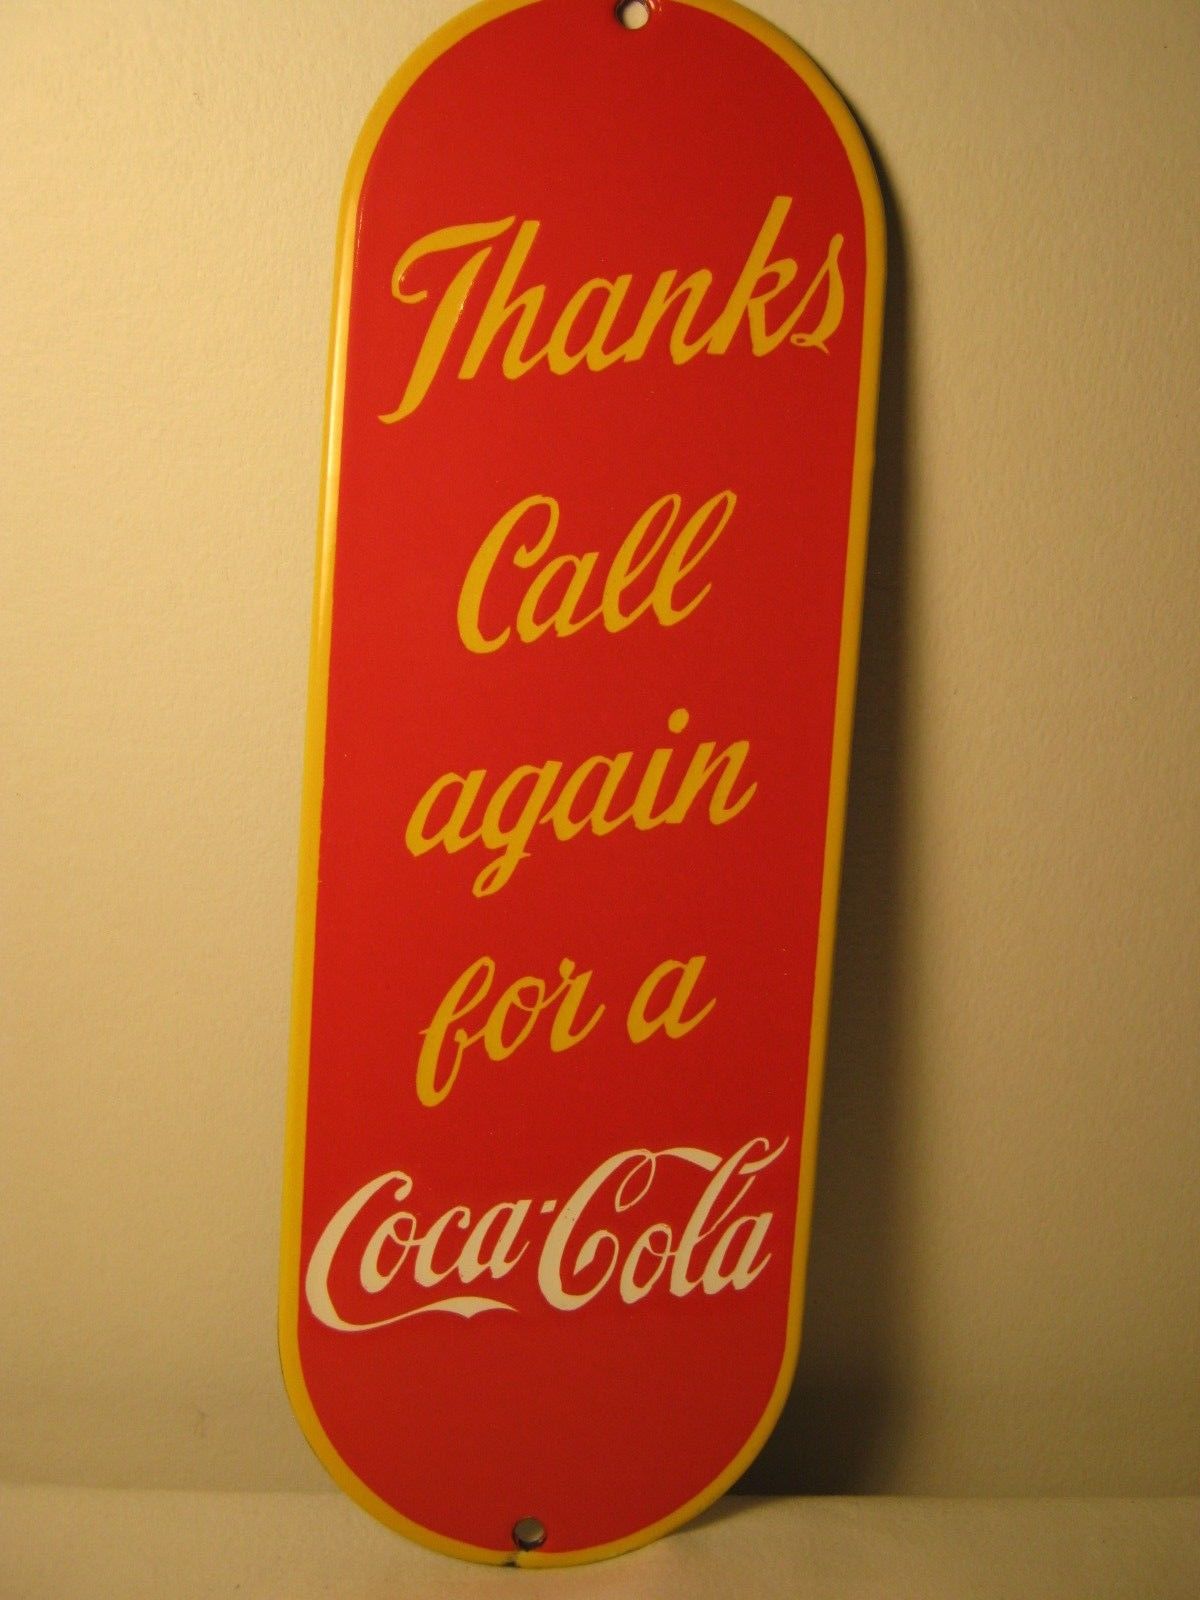 Thanks
Call
again
for a
Coca-Cola